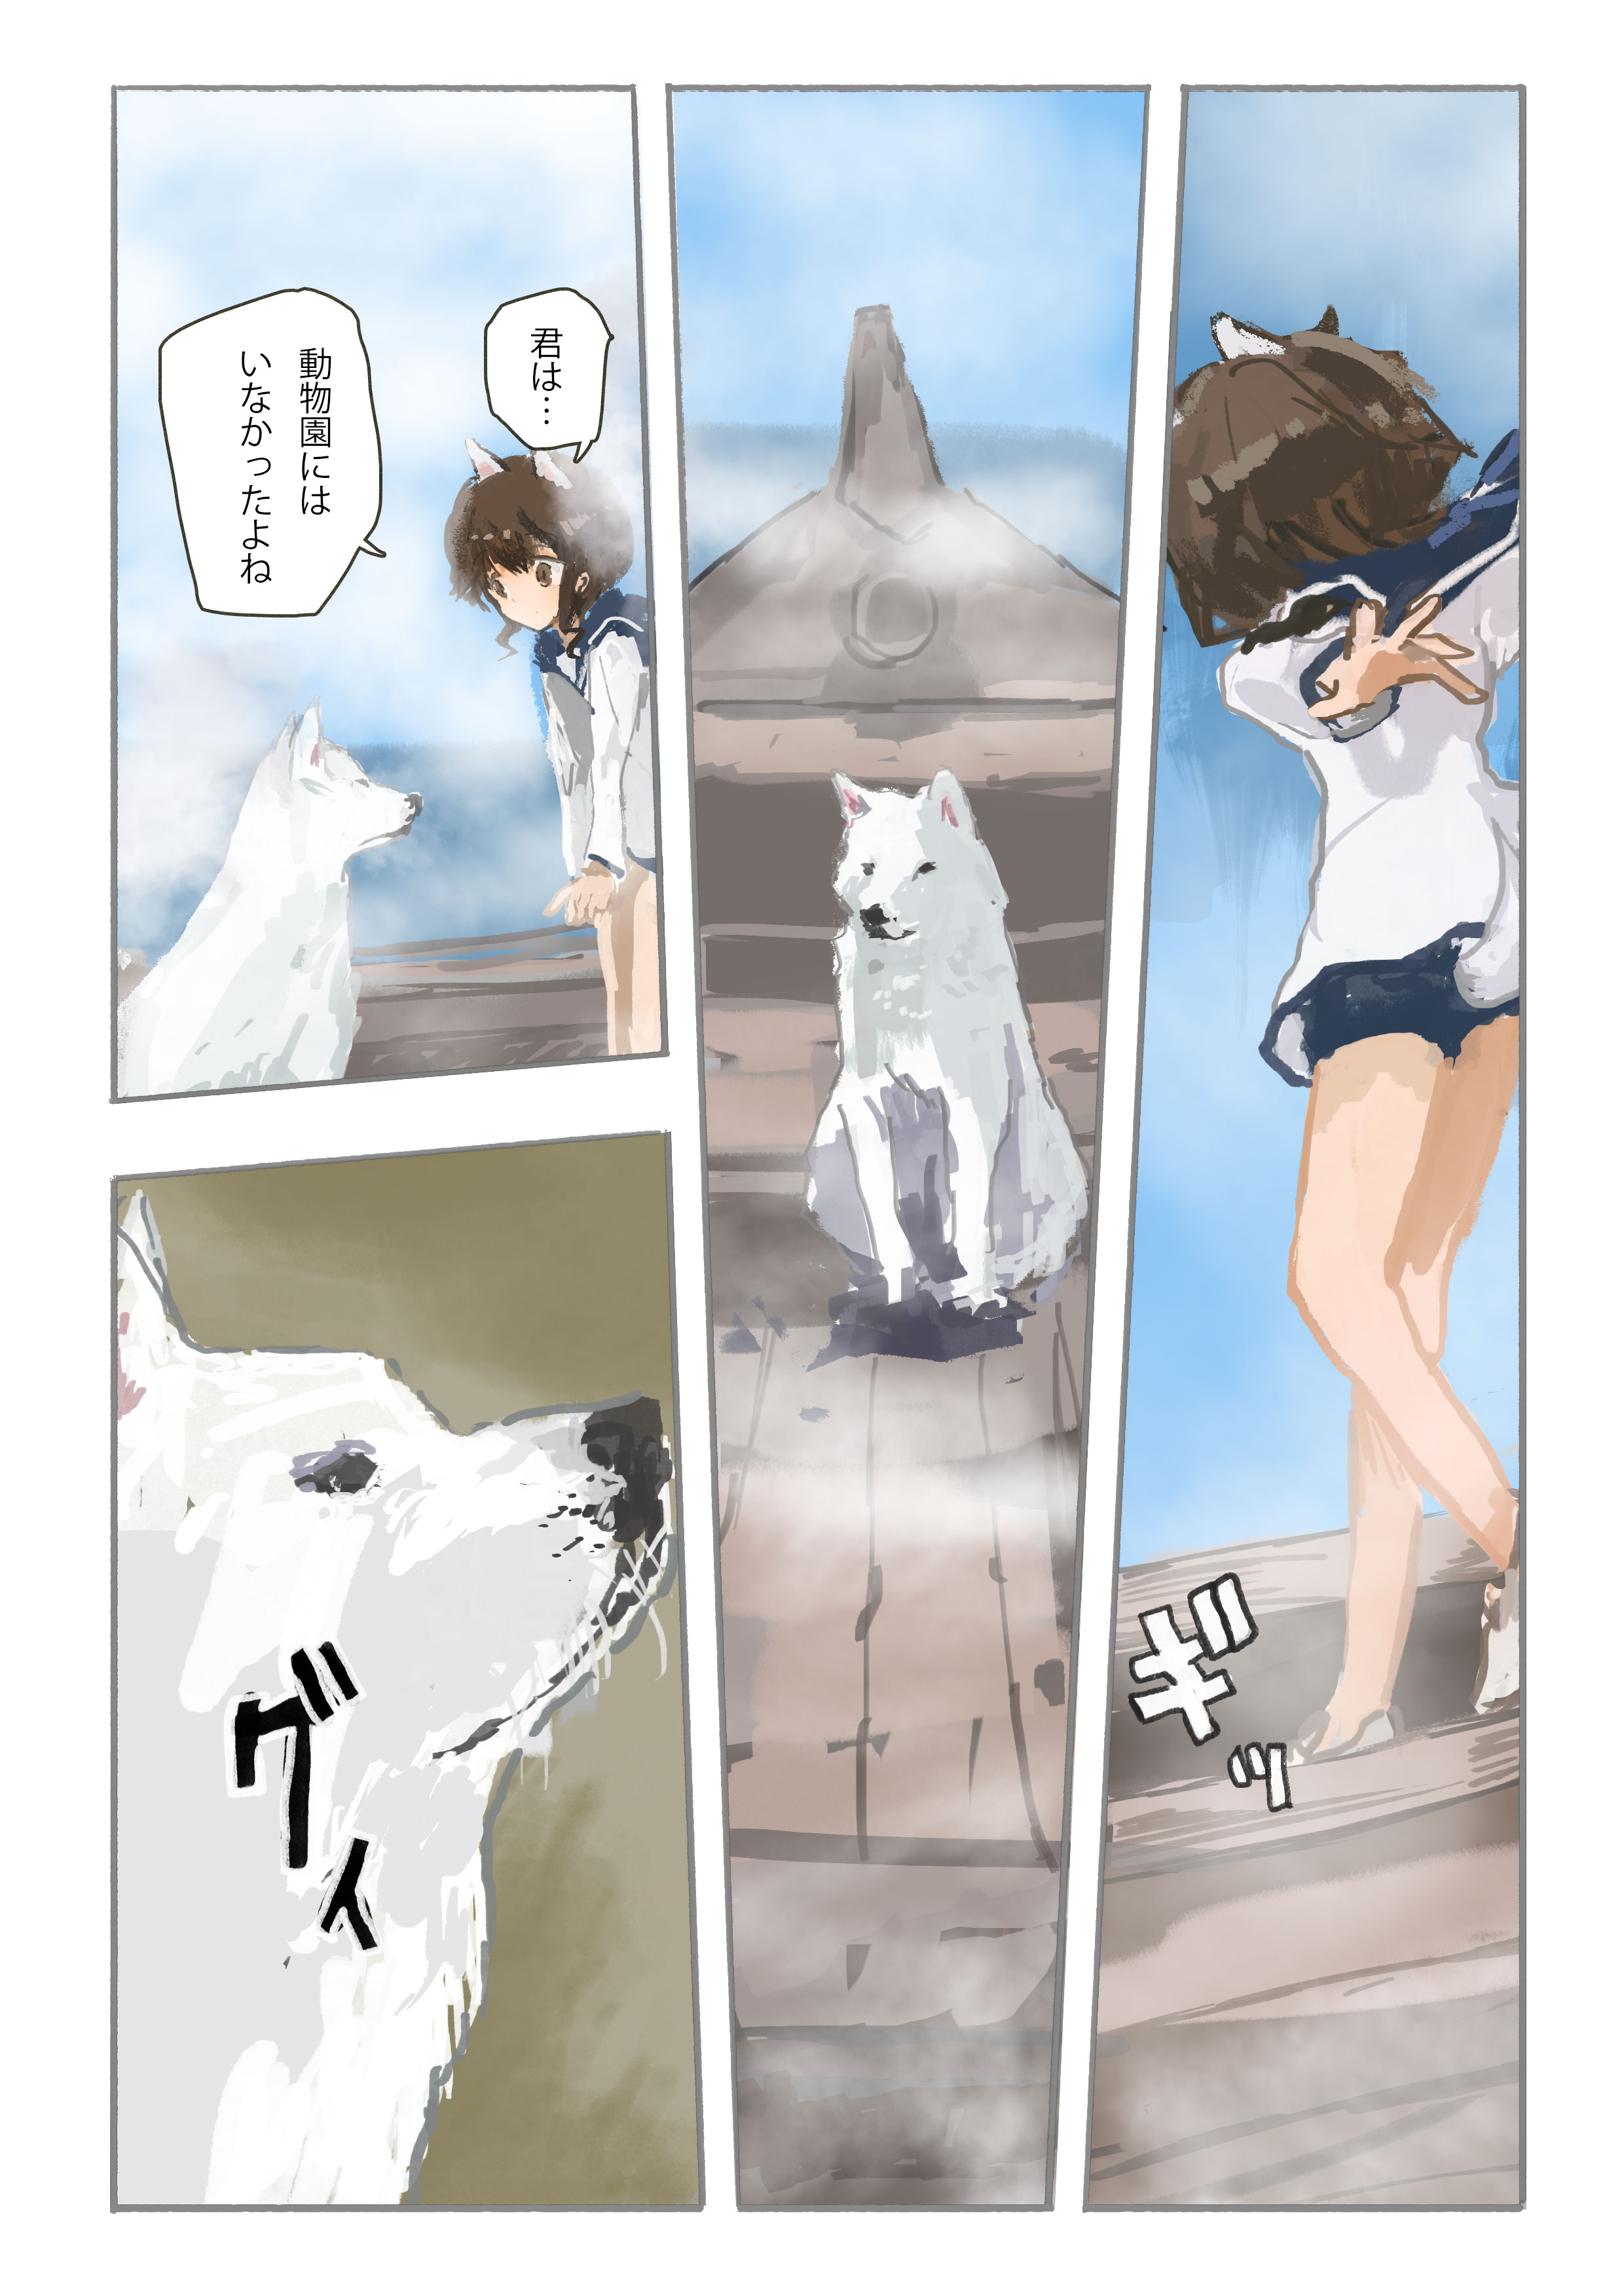 ギッ
君は…
動物園には
いなかったよね
グイ